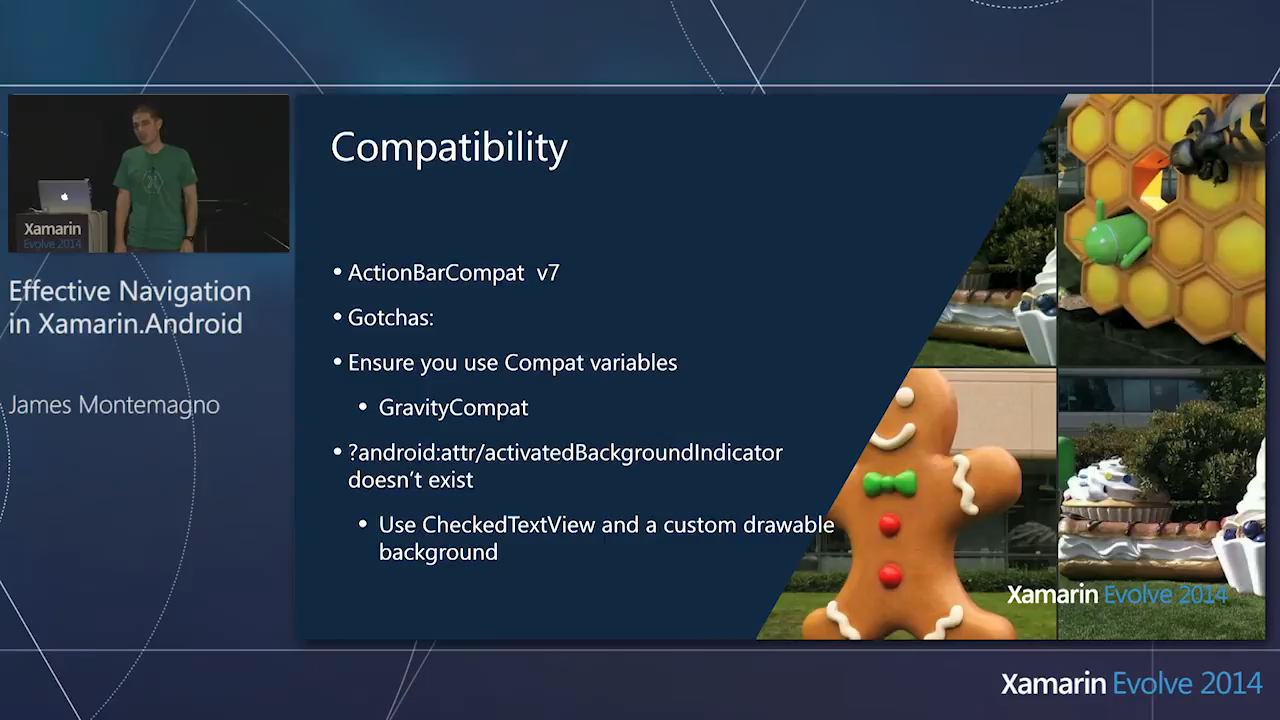 Compatibility
• ActionBarCompat v7
• Gotchas:
• Ensure you use Compat variables
• GravityCompat
• ?android:attr/activatedBackgroundIndicator
doesn't exist
• Use CheckedTextView and a custom drawable
background
Xamarin
Evolve 2014
Effective Navigation
in Xamarin.Android
James Montemagno
Xamarin Evolve 2014
Xamarin Evolve 2014